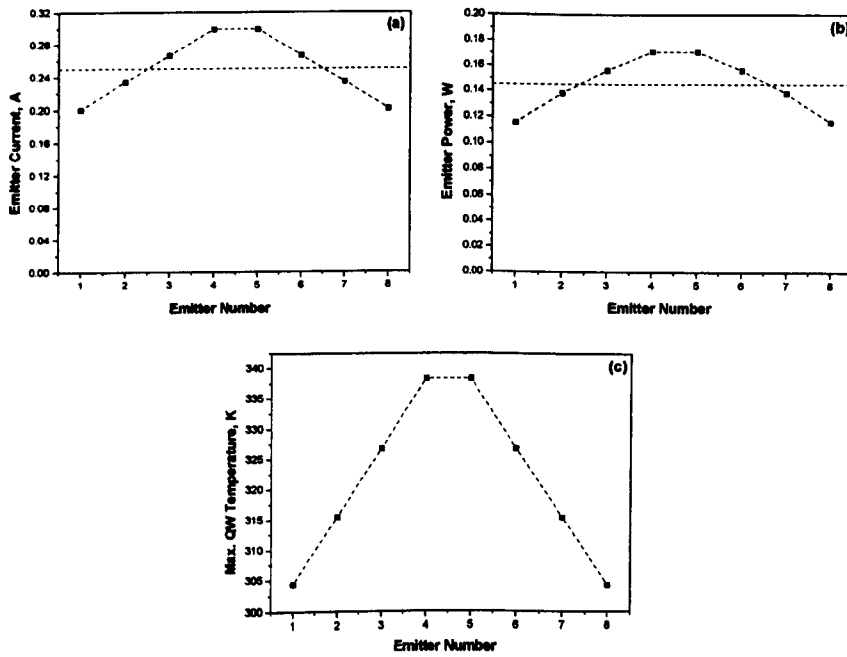 (a)
Emitter Current, A
0.32
0.28
0.24
0.20
0.16
0.12
0.08
0.04
0.00
1 2 3 4 5 6 7 8
Emitter Number
(b)
Emitter Power, W
0.20
0.18
0.16
0.14
0.12
0.10
0.08
0.06
0.04
0.02
0.00
1 2 3 4 5 6 7 8
Emitter Number
(c)
Max. QW Temperature, K
340
335
330
325
320
315
310
305
300
1 2 3 4 5 6 7 8
Emitter Number